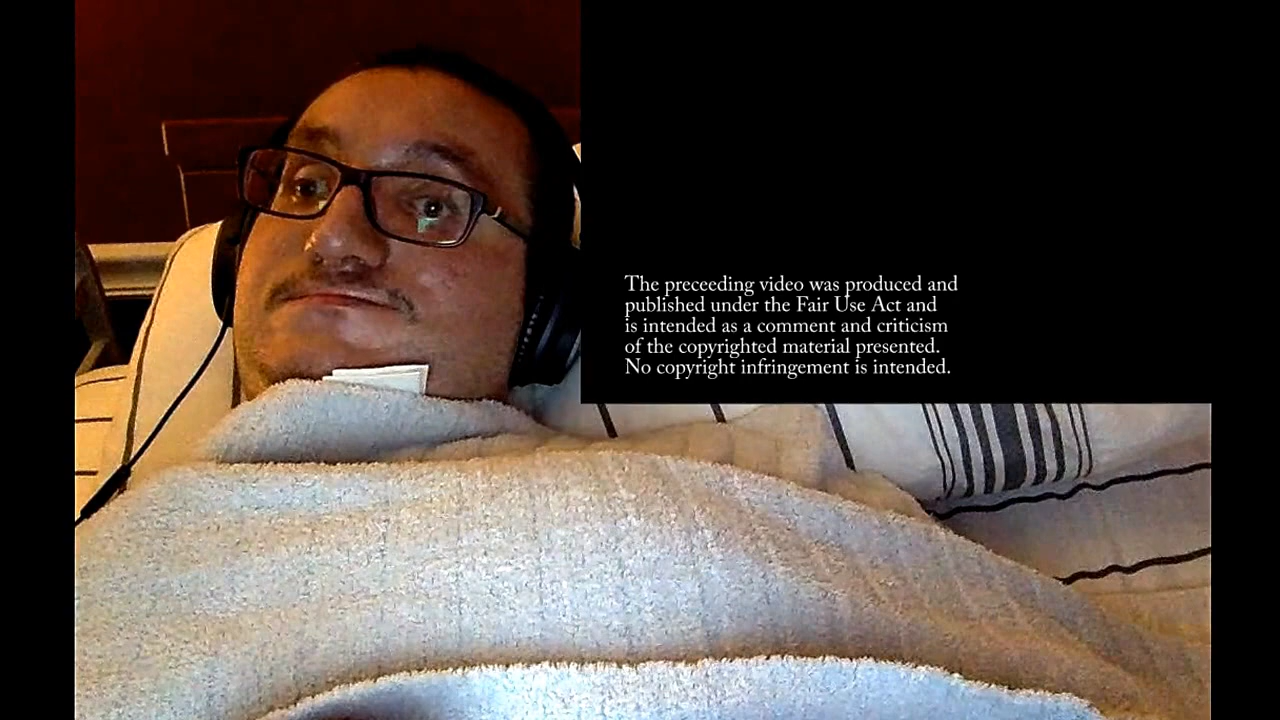 The preceeding video was produced and
published under the Fair Use Act and
is intended as a comment and criticism
of the copyrighted material presented.
No copyright infringement is intended.